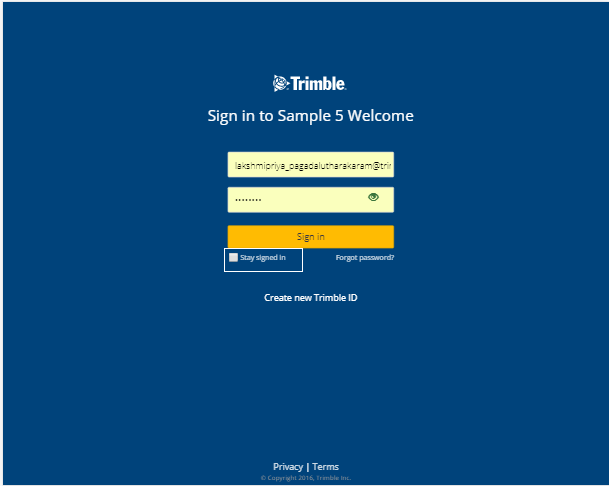 Trimble.
Sign in to Sample 5 Welcome
lakshmipriya_pagadalutharakaram@trir
••••••••
Sign in
Stay signed in Forgot password?
Create new Trimble ID
Privacy | Terms
© Copyright 2016, Trimble Inc.